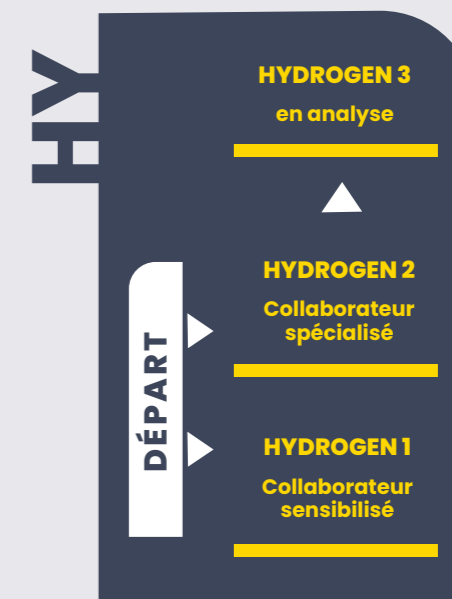 HY
HYDROGEN 3
en analyse
HYDROGEN 2
Collaborateur
spécialisé
DÉPART
HYDROGEN 1
Collaborateur
sensibilisé